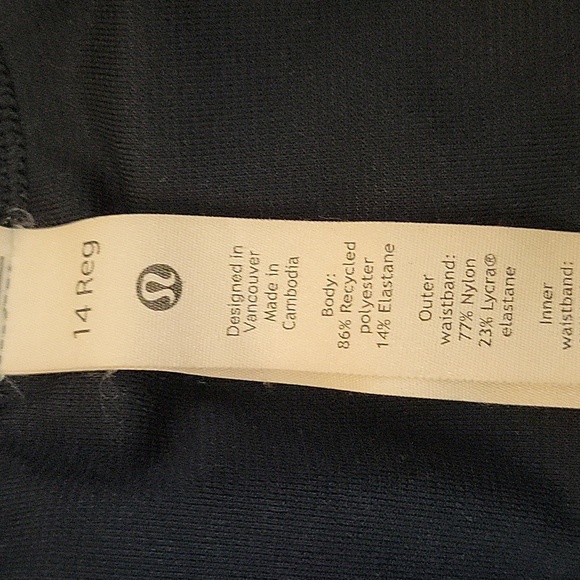 14 Reg
Designed in
Vancouver
Made in
Cambodia
Body:
86% Recycled
polyester
14% Elastane
Outer
waistband:
77% Nylon
23% Lycra®
elastane
Inner
waistband: